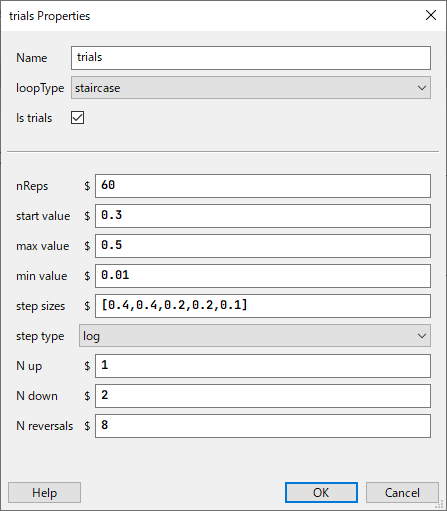 trials Properties
Name trials
loopType staircase
Is trials
nReps $ 60
start value $ 0.3
max value $ 0.5
min value $ 0.01
step sizes $ [0.4,0.4,0.2,0.2,0.1]
step type log
N up $ 1
N down $ 2
N reversals $ 8
Help OK Cancel